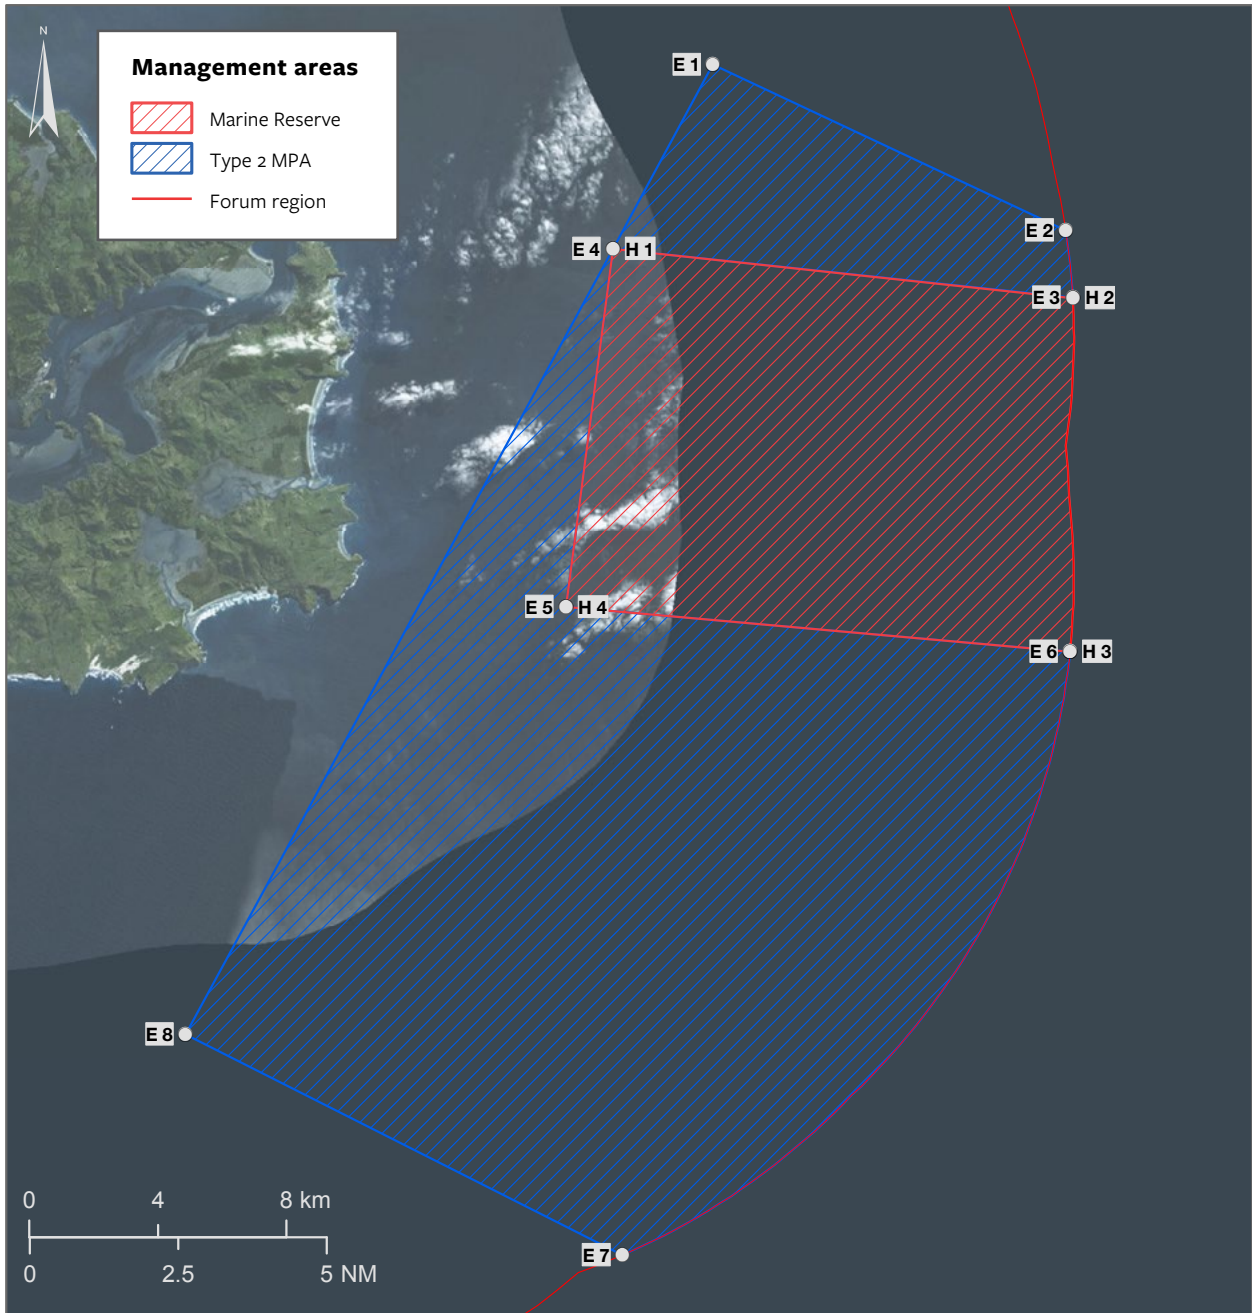 N
Management areas
Marine Reserve
Type 2 MPA
Forum region
E 1
E 2
E 4 H 1
E 3 H 2
E 5 H 4
E 6 H 3
E 8
E 7
0 4 8 km
0 2.5 5 NM